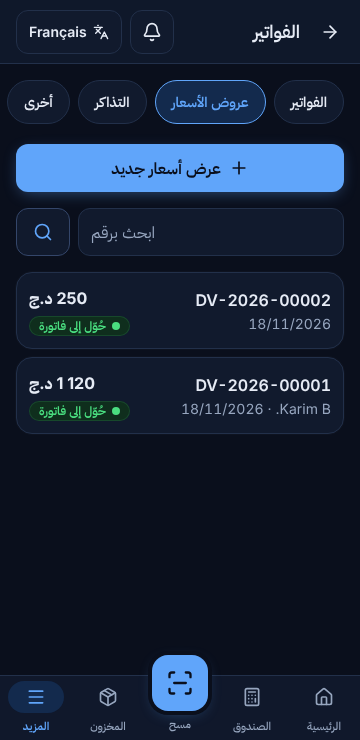 الفواتير
Français
الفواتير
عروض الأسعار
التذاكر
أخرى
عرض أسعار جديد
ابحث برقم
DV-2026-00002
250 د.ج
18/11/2026
حُوّل إلى فاتورة
DV-2026-00001
1 120 د.ج
18/11/2026 · .Karim B
حُوّل إلى فاتورة
الرئيسية
الصندوق
مسح
المخزون
المزيد